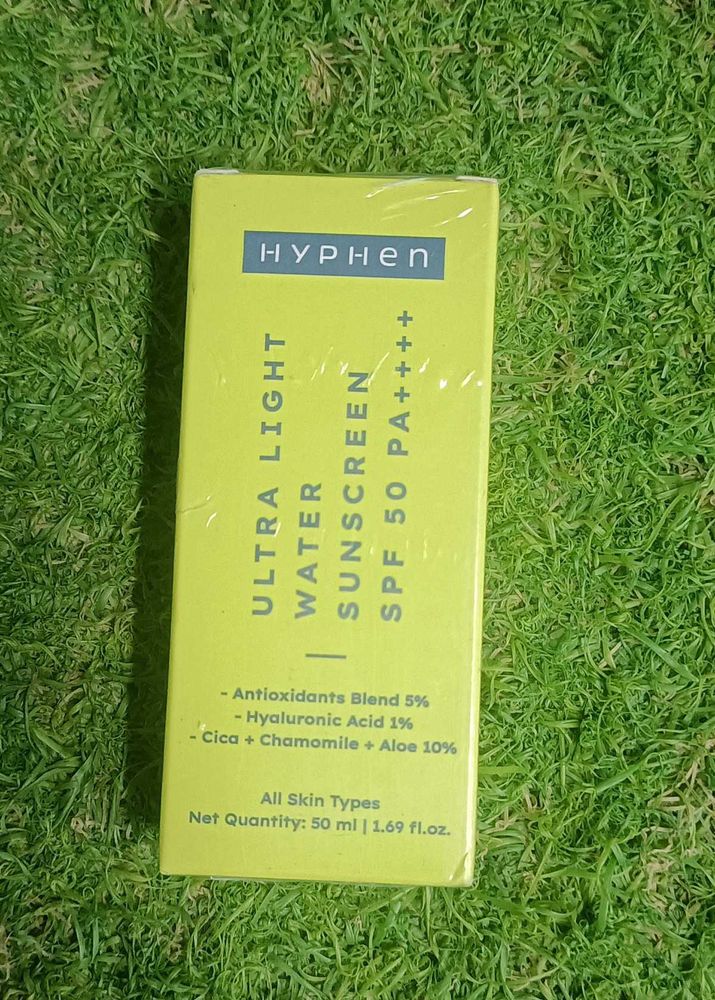 HYPHEN
ULTRA LIGHT
WATER
SUNSCREEN
SPF 50 PA++++
- Antioxidants Blend 5%
- Hyaluronic Acid 1%
- Cica + Chamomile + Aloe 10%
All Skin Types
Net Quantity: 50 ml | 1.69 fl.oz.